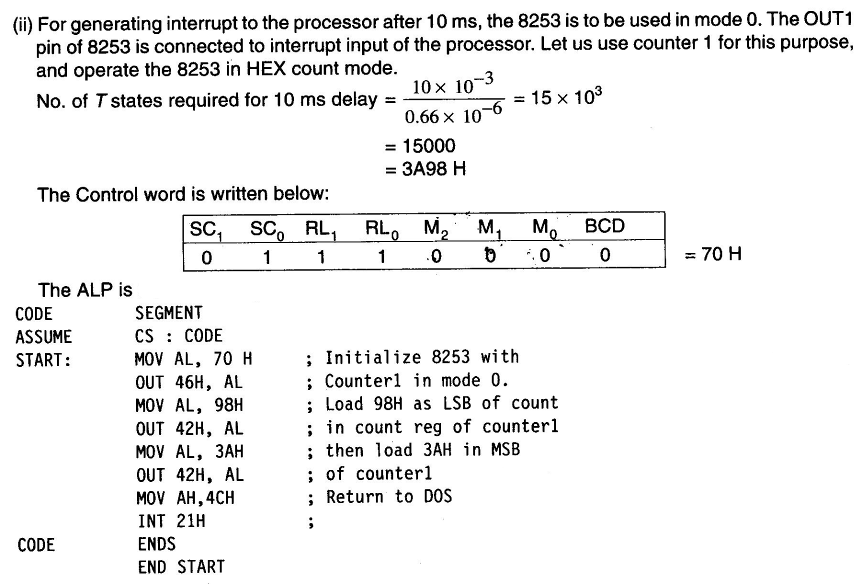 (ii) For generating interrupt to the processor after 10 ms, the 8253 is to be used in mode 0. The OUT1
pin of 8253 is connected to interrupt input of the processor. Let us use counter 1 for this purpose,
and operate the 8253 in HEX count mode.
No. of T states required for 10 ms delay = 10 × 10⁻³ / 0.66 × 10⁻⁶ = 15 × 10³
= 15000
= 3A98 H
The Control word is written below:
SC₁ SC₀ RL₁ RL₀ M₂ M₁ M₀ BCD
0 1 1 1 0 0 0 0 = 70 H
The ALP is
CODE SEGMENT
ASSUME CS : CODE
START: MOV AL, 70 H ; Initialize 8253 with
OUT 46H, AL ; Counter1 in mode 0.
MOV AL, 98H ; Load 98H as LSB of count
OUT 42H, AL ; in count reg of counter1
MOV AL, 3AH ; then load 3AH in MSB
OUT 42H, AL ; of counter1
MOV AH,4CH ; Return to DOS
INT 21H ;
CODE ENDS
END START